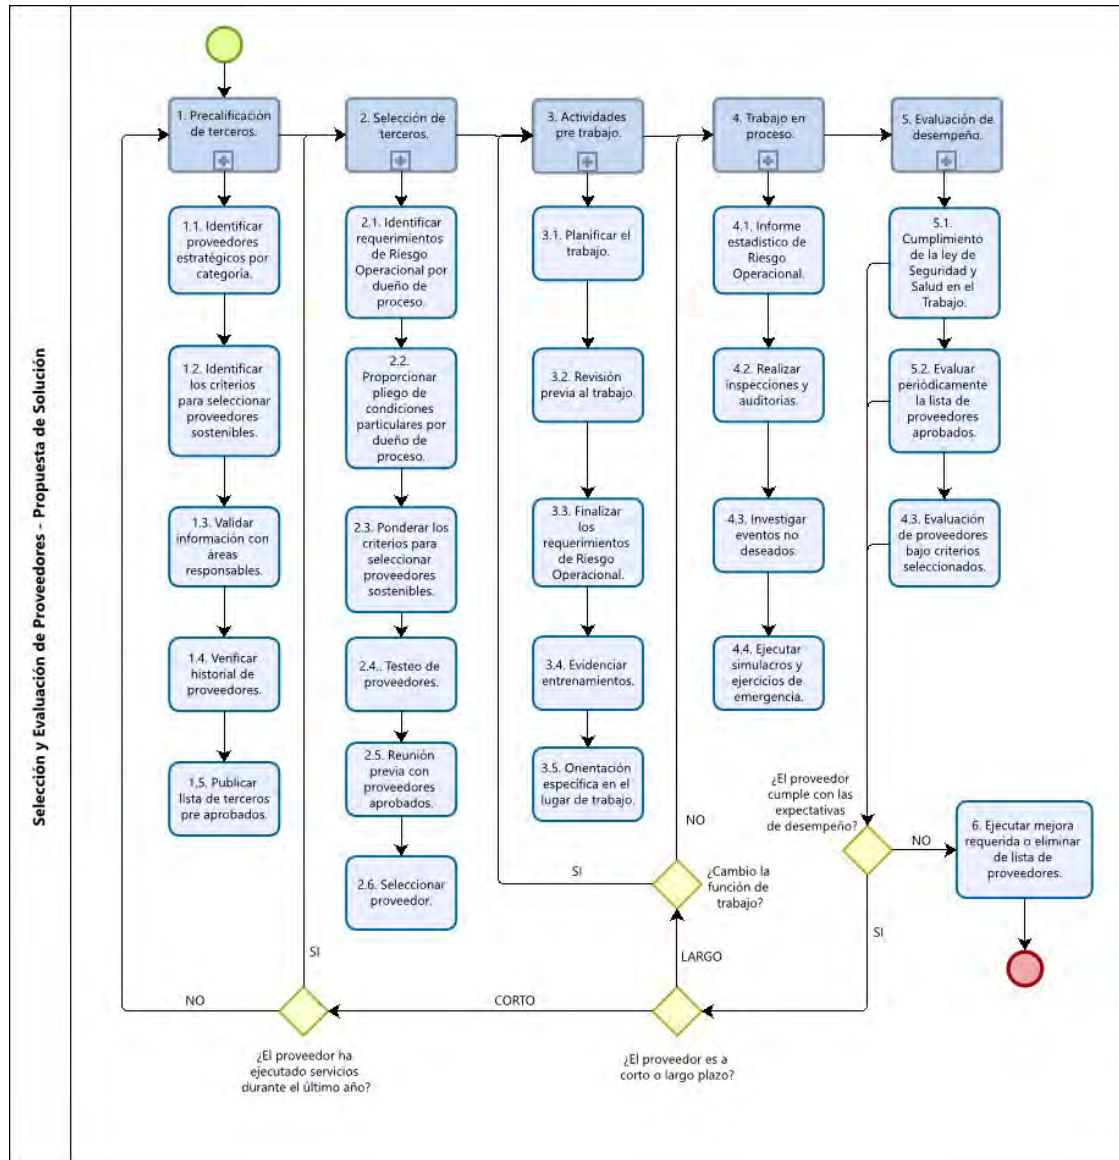 Selección y Evaluación de Proveedores - Propuesta de Solución
1. Precalificación
de terceros.
2. Selección de
terceros.
3. Actividades
pre trabajo.
4. Trabajo en
proceso.
5. Evaluación de
desempeño.
1.1. Identificar
proveedores
estratégicos por
categoría.
1.2. Identificar
los criterios
para seleccionar
proveedores
sostenibles.
1.3. Validar
información con
áreas
responsables.
1.4. Verificar
historial de
proveedores.
1.5. Publicar
lista de terceros
pre aprobados.
2.1. Identificar
requerimientos
de Riesgo
Operacional por
dueño de
proceso.
2.2.
Proporcionar
pliego de
condiciones
particulares por
dueño de
proceso.
2.3. Ponderar los
criterios para
seleccionar
proveedores
sostenibles.
2.4.. Testeo de
proveedores.
2.5. Reunión
previa con
proveedores
aprobados.
2.6. Seleccionar
proveedor.
3.1. Planificar el
trabajo.
3.2. Revisión
previa al trabajo.
3.3. Finalizar
los
requerimientos
de Riesgo
Operacional.
3.4. Evidenciar
entrenamientos.
3.5. Orientación
específica en el
lugar de trabajo.
4.1. Informe
estadístico de
Riesgo
Operacional.
4.2. Realizar
inspecciones y
auditorias.
4.3. Investigar
eventos no
deseados.
4.4. Ejecutar
simulacros y
ejercicios de
emergencia.
5.1.
Cumplimiento
de la ley de
Seguridad y
Salud en el
Trabajo.
5.2. Evaluar
periódicamente
la lista de
proveedores
aprobados.
4.3. Evaluación
de proveedores
bajo criterios
seleccionados.
¿El proveedor
cumple con las
expectativas
de desempeño?
NO
6. Ejecutar mejora
requerida o eliminar
de lista de
proveedores.
SI
NO
SI
¿Cambio la
función de
trabajo?
LARGO
¿El proveedor es a
corto o largo plazo?
CORTO
SI
NO
¿El proveedor ha
ejecutado servicios
durante el último año?